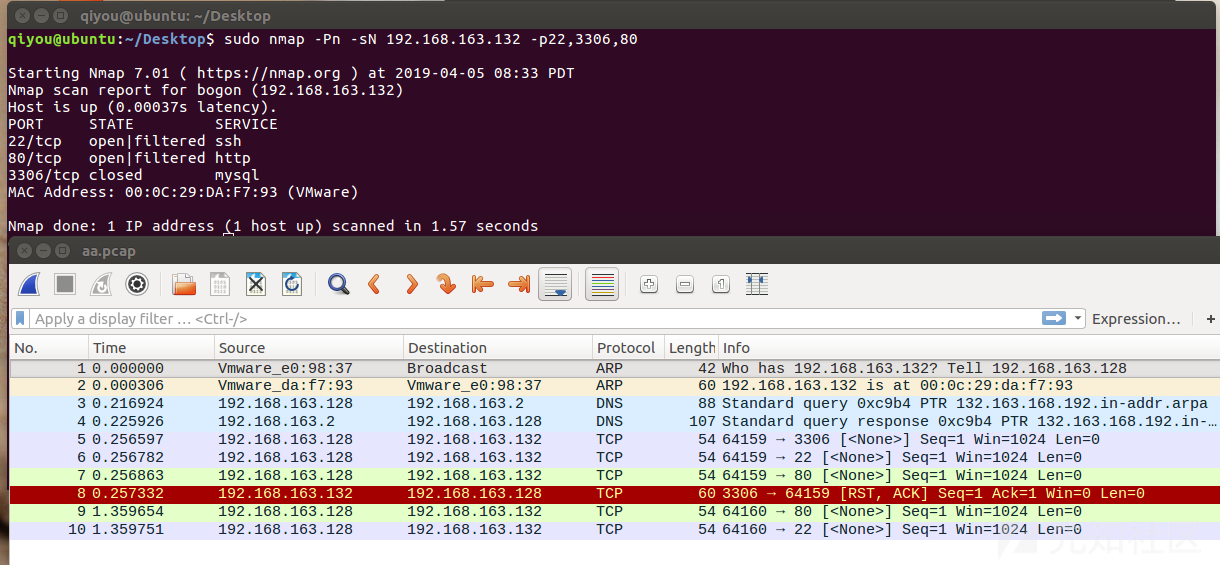 qiyou@ubuntu: ~/Desktop
qiyou@ubuntu:~/Desktop$ sudo nmap -Pn -sN 192.168.163.132 -p22,3306,80
Starting Nmap 7.01 ( https://nmap.org ) at 2019-04-05 08:33 PDT
Nmap scan report for bogon (192.168.163.132)
Host is up (0.00037s latency).
PORT     STATE         SERVICE
22/tcp   open|filtered ssh
80/tcp   open|filtered http
3306/tcp closed        mysql
MAC Address: 00:0C:29:DA:F7:93 (VMware)
Nmap done: 1 IP address (1 host up) scanned in 1.57 seconds
aa.pcap
Apply a display filter … <Ctrl-/>
Expression…
+
No. Time Source Destination Protocol Length Info
1 0.000000 Vmware_e0:98:37 Broadcast ARP 42 Who has 192.168.163.132? Tell 192.168.163.128
2 0.000306 Vmware_da:f7:93 Vmware_e0:98:37 ARP 60 192.168.163.132 is at 00:0c:29:da:f7:93
3 0.216924 192.168.163.128 192.168.163.2 DNS 88 Standard query 0xc9b4 PTR 132.163.168.192.in-addr.arpa
4 0.225926 192.168.163.2 192.168.163.128 DNS 107 Standard query response 0xc9b4 PTR 132.163.168.192.in-…
5 0.256597 192.168.163.128 192.168.163.132 TCP 54 64159 → 3306 [<None>] Seq=1 Win=1024 Len=0
6 0.256782 192.168.163.128 192.168.163.132 TCP 54 64159 → 22 [<None>] Seq=1 Win=1024 Len=0
7 0.256863 192.168.163.128 192.168.163.132 TCP 54 64159 → 80 [<None>] Seq=1 Win=1024 Len=0
8 0.257332 192.168.163.132 192.168.163.128 TCP 60 3306 → 64159 [RST, ACK] Seq=1 Ack=1 Win=0 Len=0
9 1.359654 192.168.163.128 192.168.163.132 TCP 54 64160 → 80 [<None>] Seq=1 Win=1024 Len=0
10 1.359751 192.168.163.128 192.168.163.132 TCP 54 64160 → 22 [<None>] Seq=1 Win=1024 Len=0
先知社区